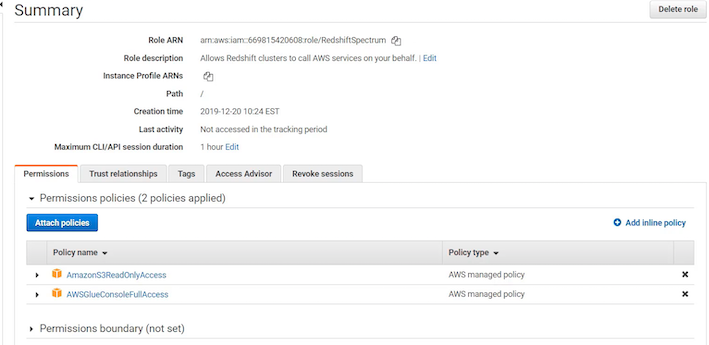 Summary
Delete role
Role ARN arn:aws:iam::669815420608:role/RedshiftSpectrum
Role description Allows Redshift clusters to call AWS services on your behalf. | Edit
Instance Profile ARNs
Path /
Creation time 2019-12-20 10:24 EST
Last activity Not accessed in the tracking period
Maximum CLI/API session duration 1 hour Edit
Permissions Trust relationships Tags Access Advisor Revoke sessions
Permissions policies (2 policies applied)
Attach policies Add inline policy
Policy name Policy type
AmazonS3ReadOnlyAccess AWS managed policy
AWSGlueConsoleFullAccess AWS managed policy
Permissions boundary (not set)